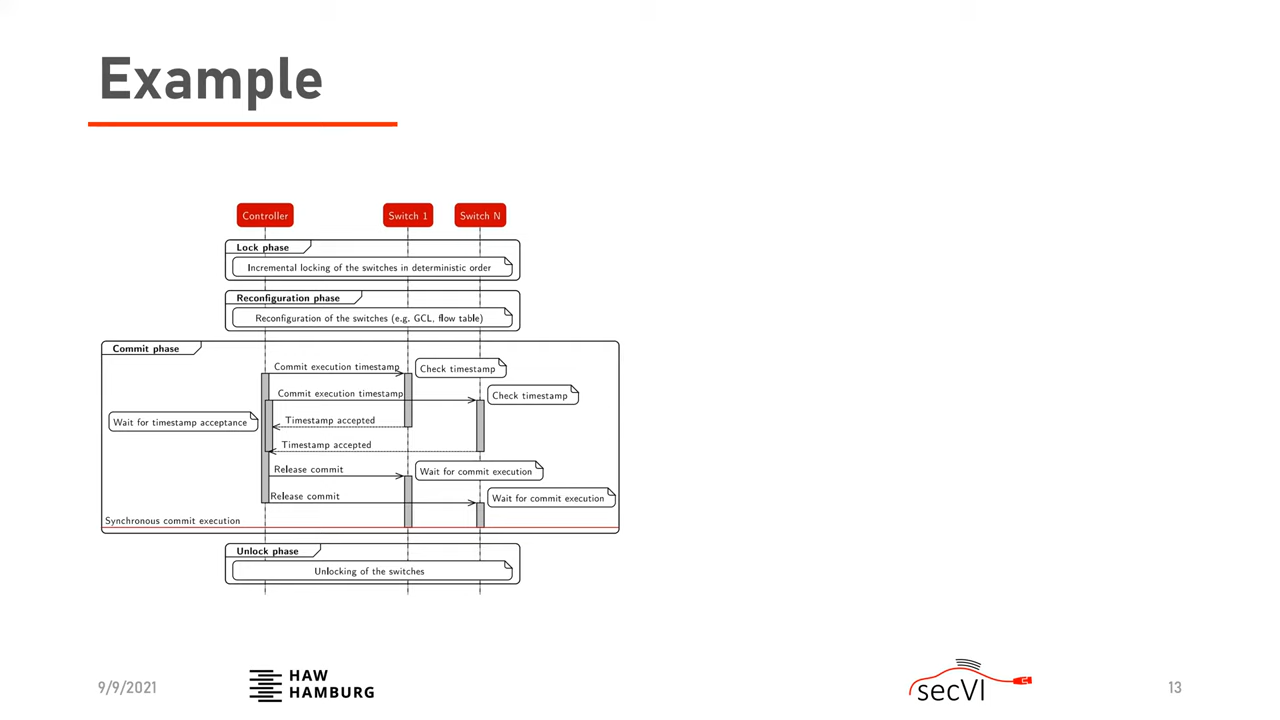 Example
Controller
Switch 1
Switch N
Lock phase
Incremental locking of the switches in deterministic order
Reconfiguration phase
Reconfiguration of the switches (e.g. GCL, flow table)
Commit phase
Commit execution timestamp
Check timestamp
Commit execution timestamp
Check timestamp
Wait for timestamp acceptance
Timestamp accepted
Timestamp accepted
Release commit
Wait for commit execution
Release commit
Wait for commit execution
Synchronous commit execution
Unlock phase
Unlocking of the switches
9/9/2021
HAW
HAMBURG
secVI
13